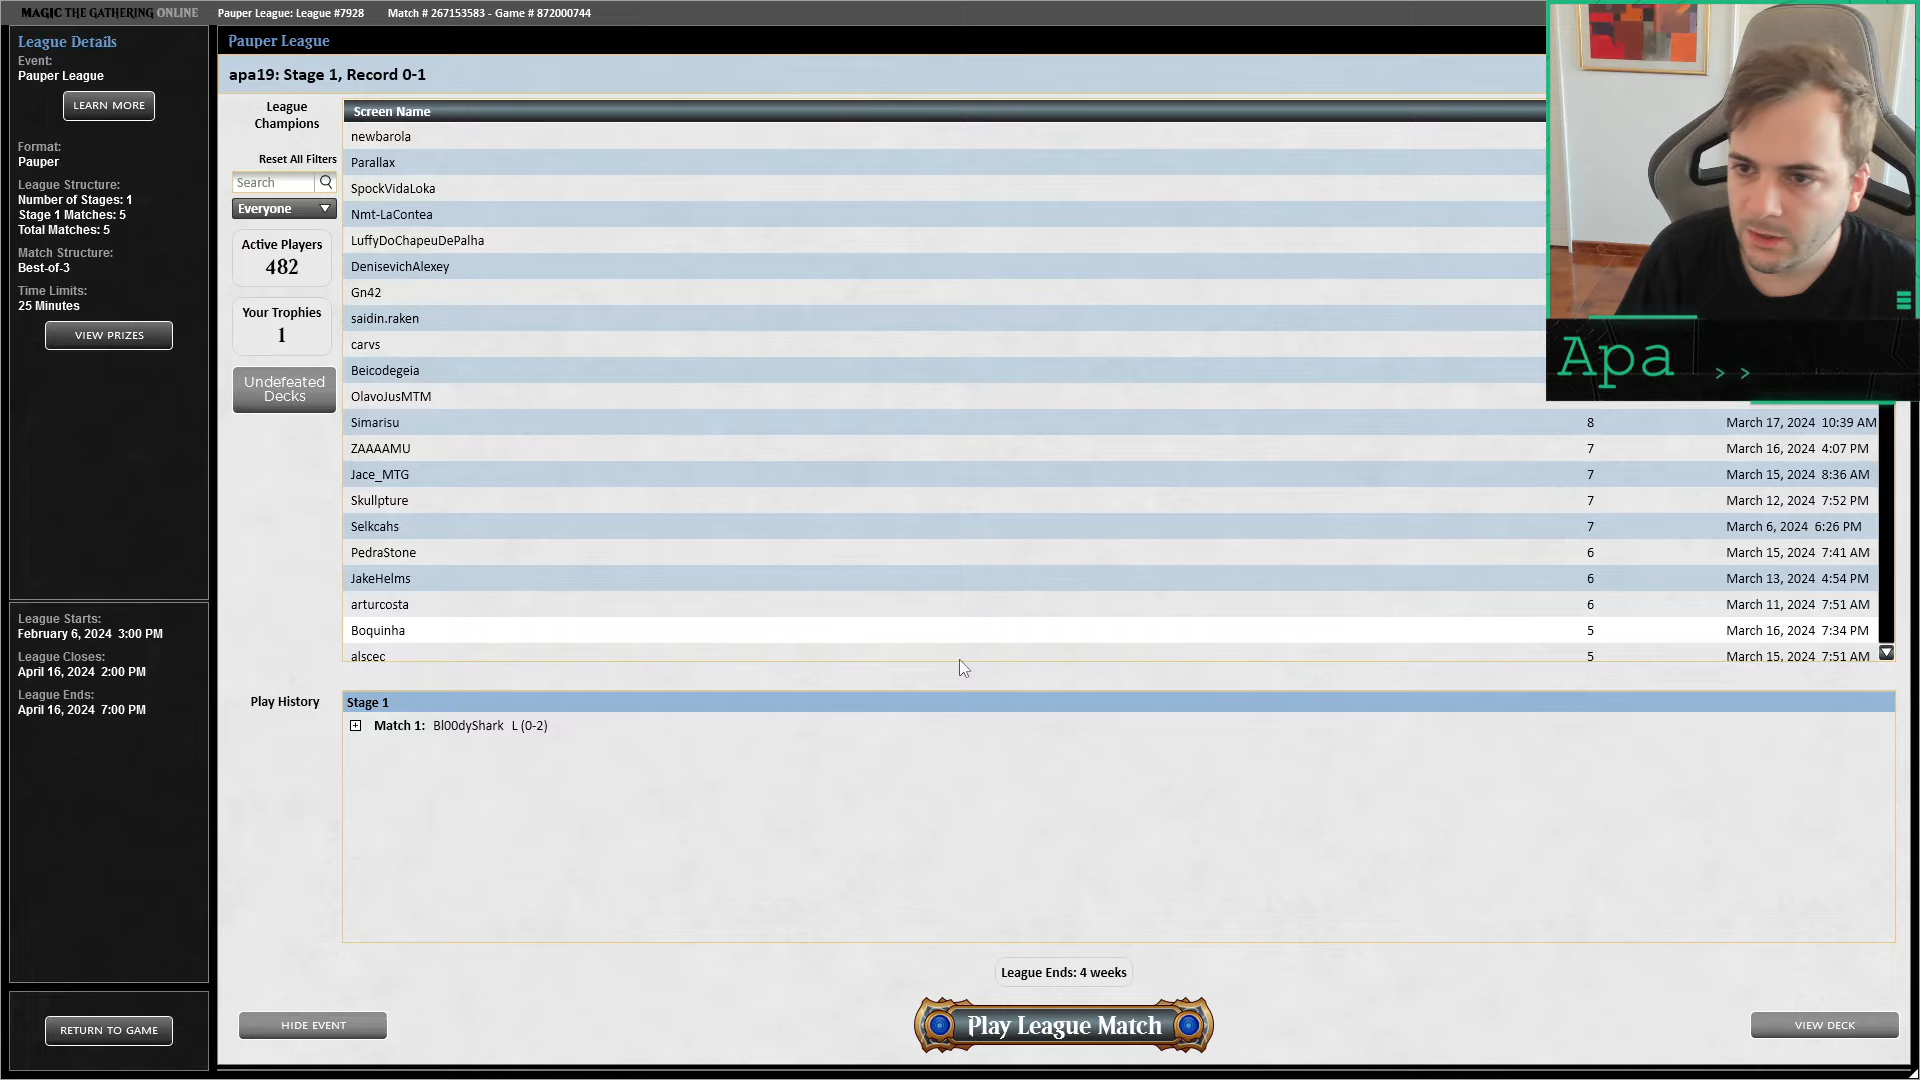 MAGIC THE GATHERING ONLINE
Pauper League: League #7928
Match # 267153583 - Game # 872000744
League Details
Event:
Pauper League
LEARN MORE
Format:
Pauper
League Structure:
Number of Stages: 1
Stage 1 Matches: 5
Total Matches: 5
Match Structure:
Best-of-3
Time Limits:
25 Minutes
VIEW PRIZES
League Starts:
February 6, 2024 3:00 PM
League Closes:
April 16, 2024 2:00 PM
League Ends:
April 16, 2024 7:00 PM
RETURN TO GAME
Pauper League
apa19: Stage 1, Record 0-1
League
Champions
Reset All Filters
Search
Everyone
Active Players
482
Your Trophies
1
Undefeated
Decks
Screen Name
newbarola
Parallax
SpockVidaLoka
Nmt-LaContea
LuffyDoChapeuDePalha
DenisevichAlexey
Gn42
saidin.raken
carvs
Beicodegeia
OlavoJusMTM
Simarisu 8 March 17, 2024 10:39 AM
ZAAAAMU 7 March 16, 2024 4:07 PM
Jace_MTG 7 March 15, 2024 8:36 AM
Skullpture 7 March 12, 2024 7:52 PM
Selkcahs 7 March 6, 2024 6:26 PM
PedraStone 6 March 15, 2024 7:41 AM
JakeHelms 6 March 13, 2024 4:54 PM
arturcosta 6 March 11, 2024 7:51 AM
Boquinha 5 March 16, 2024 7:34 PM
alscec 5 March 15, 2024 7:51 AM
Apa > >
Play History
Stage 1
Match 1: Bl00dyShark L (0-2)
League Ends: 4 weeks
HIDE EVENT
Play League Match
VIEW DECK